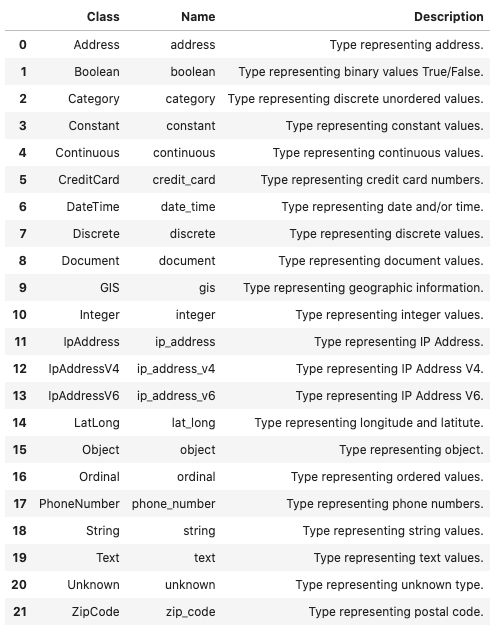 Class Name Description
0 Address address Type representing address.
1 Boolean boolean Type representing binary values True/False.
2 Category category Type representing discrete unordered values.
3 Constant constant Type representing constant values.
4 Continuous continuous Type representing continuous values.
5 CreditCard credit_card Type representing credit card numbers.
6 DateTime date_time Type representing date and/or time.
7 Discrete discrete Type representing discrete values.
8 Document document Type representing document values.
9 GIS gis Type representing geographic information.
10 Integer integer Type representing integer values.
11 IpAddress ip_address Type representing IP Address.
12 IpAddressV4 ip_address_v4 Type representing IP Address V4.
13 IpAddressV6 ip_address_v6 Type representing IP Address V6.
14 LatLong lat_long Type representing longitude and latitute.
15 Object object Type representing object.
16 Ordinal ordinal Type representing ordered values.
17 PhoneNumber phone_number Type representing phone numbers.
18 String string Type representing string values.
19 Text text Type representing text values.
20 Unknown unknown Type representing unknown type.
21 ZipCode zip_code Type representing postal code.